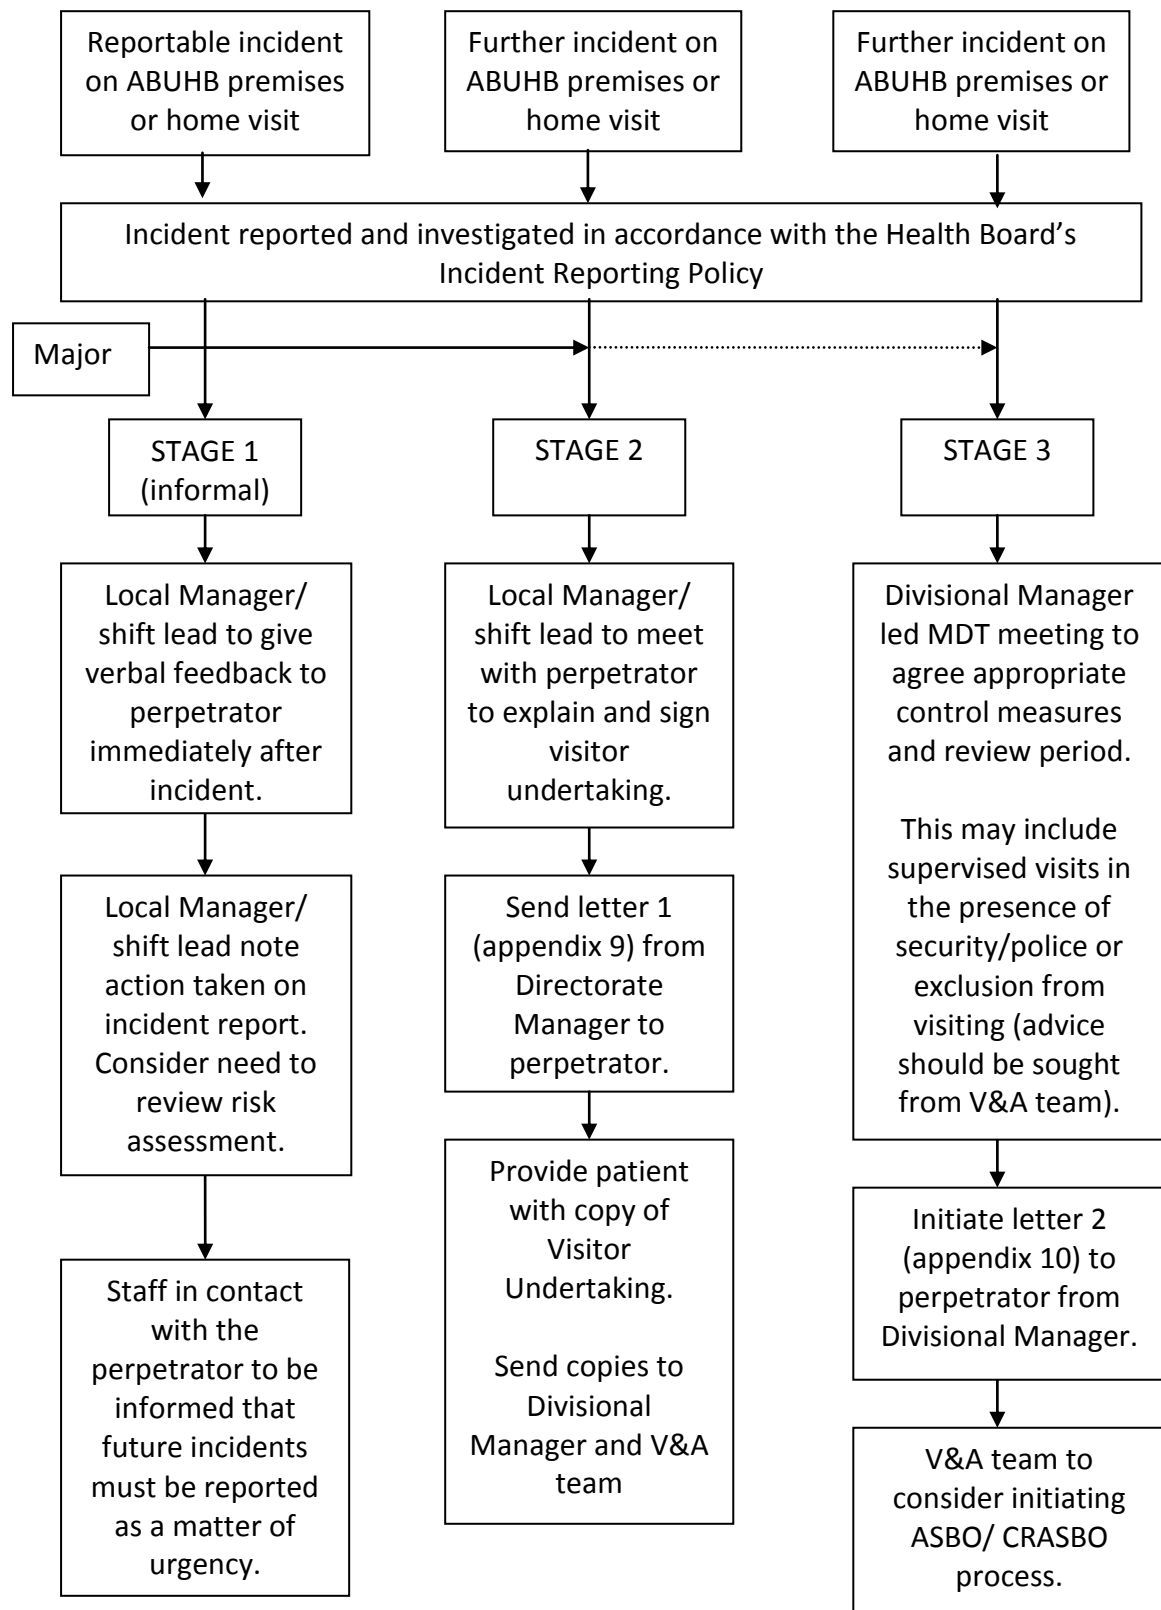 Reportable incident
on ABUHB premises
or home visit
Further incident on
ABUHB premises or
home visit
Further incident on
ABUHB premises or
home visit
Incident reported and investigated in accordance with the Health Board’s
Incident Reporting Policy
Major
STAGE 1
(informal)
STAGE 2
STAGE 3
Local Manager/
shift lead to give
verbal feedback to
perpetrator
immediately after
incident.
Local Manager/
shift lead to meet
with perpetrator
to explain and sign
visitor
undertaking.
Divisional Manager
led MDT meeting to
agree appropriate
control measures
and review period.
This may include
supervised visits in
the presence of
security/police or
exclusion from
visiting (advice
should be sought
from V&A team).
Local Manager/
shift lead note
action taken on
incident report.
Consider need to
review risk
assessment.
Send letter 1
(appendix 9) from
Directorate
Manager to
perpetrator.
Provide patient
with copy of
Visitor
Undertaking.
Send copies to
Divisional
Manager and V&A
team
Initiate letter 2
(appendix 10) to
perpetrator from
Divisional Manager.
Staff in contact
with the
perpetrator to be
informed that
future incidents
must be reported
as a matter of
urgency.
V&A team to
consider initiating
ASBO/ CRASBO
process.